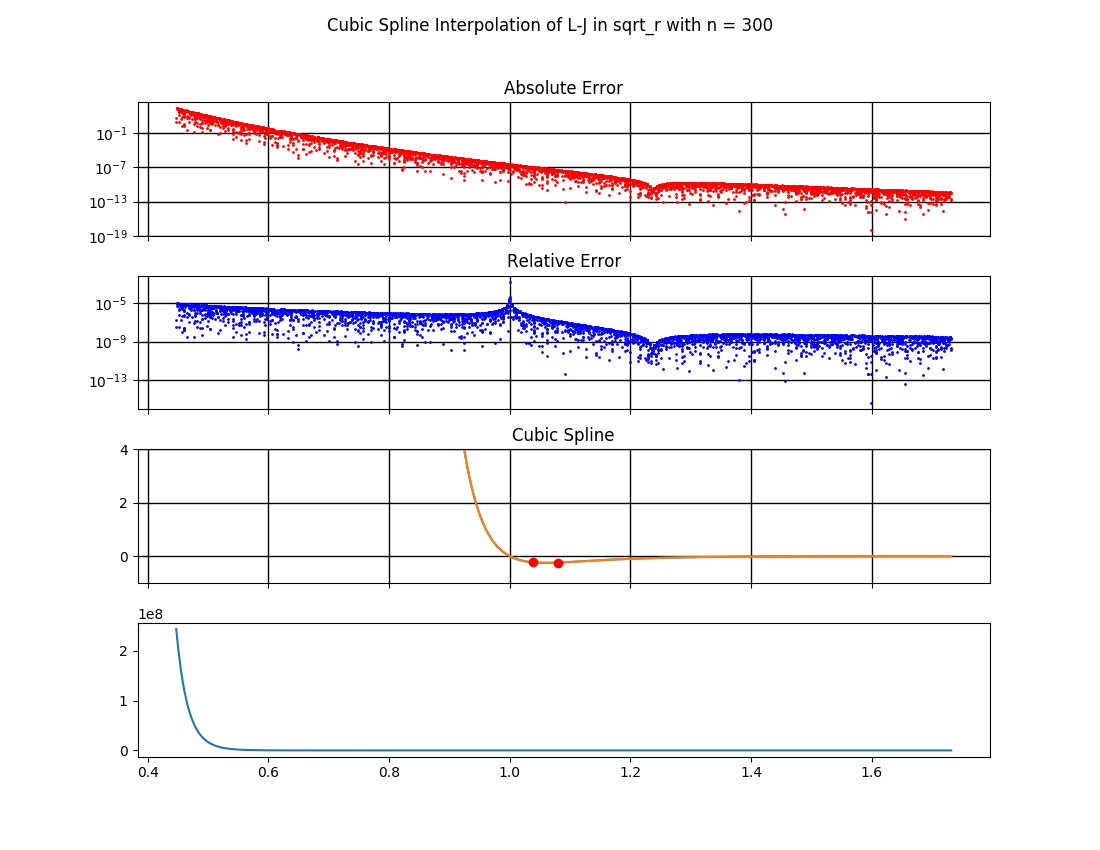 Cubic Spline Interpolation of L-J in sqrt_r with n = 300
Absolute Error
10⁻¹
10⁻⁷
10⁻¹³
10⁻¹⁹
Relative Error
10⁻⁵
10⁻⁹
10⁻¹³
Cubic Spline
4
2
0
1e8
2
1
0
0.4 0.6 0.8 1.0 1.2 1.4 1.6